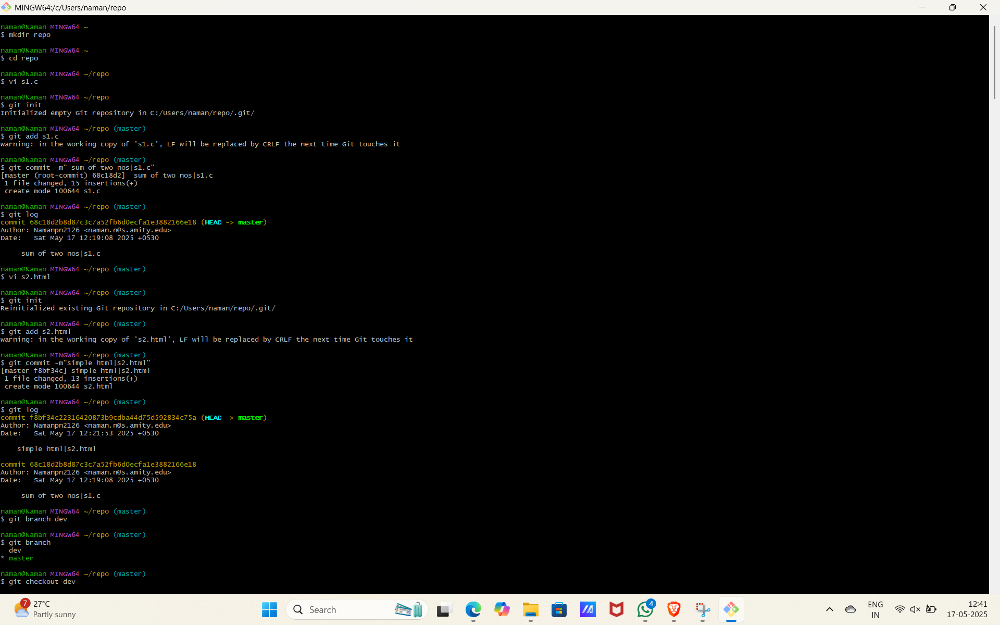 MINGW64:/c/Users/naman/repo
naman@Naman MINGW64 ~
$ mkdir repo
naman@Naman MINGW64 ~
$ cd repo
naman@Naman MINGW64 ~/repo
$ vi s1.c
naman@Naman MINGW64 ~/repo
$ git init
Initialized empty Git repository in C:/Users/naman/repo/.git/
naman@Naman MINGW64 ~/repo (master)
$ git add s1.c
warning: in the working copy of 's1.c', LF will be replaced by CRLF the next time Git touches it
naman@Naman MINGW64 ~/repo (master)
$ git commit -m" sum of two nos|s1.c"
[master (root-commit) 68c18d2]  sum of two nos|s1.c
 1 file changed, 15 insertions(+)
 create mode 100644 s1.c
naman@Naman MINGW64 ~/repo (master)
$ git log
commit 68c18d2b8d87c3c7a52fb6d0ecfa1e3882166e18 (HEAD -> master)
Author: Namanpn2126 <naman.n@s.amity.edu>
Date:   Sat May 17 12:19:08 2025 +0530
     sum of two nos|s1.c
naman@Naman MINGW64 ~/repo (master)
$ vi s2.html
naman@Naman MINGW64 ~/repo (master)
$ git init
Reinitialized existing Git repository in C:/Users/naman/repo/.git/
naman@Naman MINGW64 ~/repo (master)
$ git add s2.html
warning: in the working copy of 's2.html', LF will be replaced by CRLF the next time Git touches it
naman@Naman MINGW64 ~/repo (master)
$ git commit -m"simple html|s2.html"
[master f8bf34c] simple html|s2.html
 1 file changed, 13 insertions(+)
 create mode 100644 s2.html
naman@Naman MINGW64 ~/repo (master)
$ git log
commit f8bf34c22316420873b9cdba44d75d592834c75a (HEAD -> master)
Author: Namanpn2126 <naman.n@s.amity.edu>
Date:   Sat May 17 12:21:53 2025 +0530
    simple html|s2.html
commit 68c18d2b8d87c3c7a52fb6d0ecfa1e3882166e18
Author: Namanpn2126 <naman.n@s.amity.edu>
Date:   Sat May 17 12:19:08 2025 +0530
     sum of two nos|s1.c
naman@Naman MINGW64 ~/repo (master)
$ git branch dev
naman@Naman MINGW64 ~/repo (master)
$ git branch
  dev
* master
naman@Naman MINGW64 ~/repo (master)
$ git checkout dev
7
27°C
Partly sunny
Search
4
ENG
IN
12:41
17-05-2025